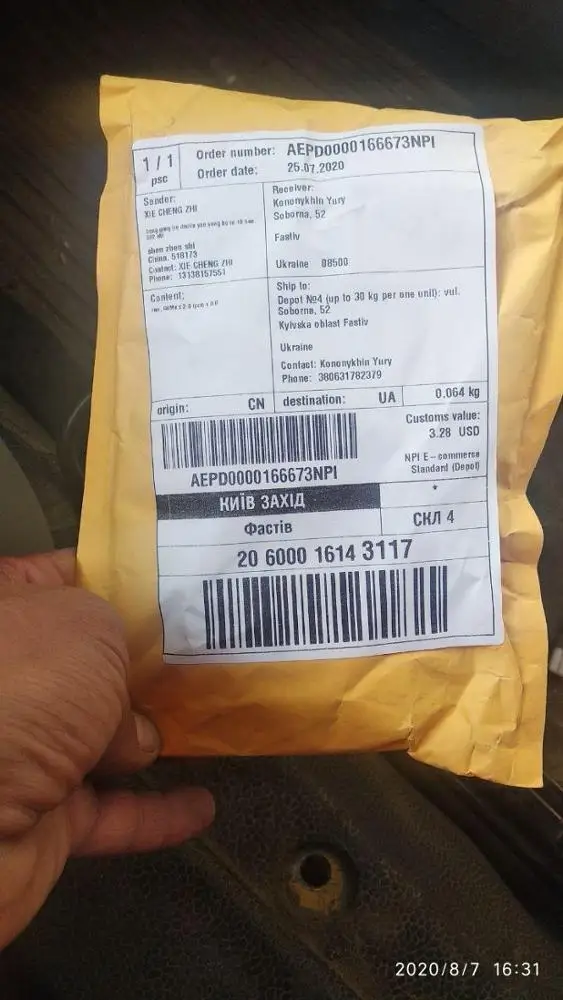 1 / 1
psc
Order number: AEPD0000166673NPI
Order date: 25.07.2020
Sender:
XIE CHENG ZHI
shen zhen shi
China, 518173
Contact: XIE CHENG ZHI
Phone: 13138157551
Content:
Receiver:
Kononykhin Yury
Soborna, 52
Fastiv
Ukraine 08500
Ship to:
Depot №4 (up to 30 kg per one unit): vul.
Soborna, 52
Kyivska oblast Fastiv
Ukraine
Contact: Kononykhin Yury
Phone: 380631782379
origin: CN
destination: UA
0.064 kg
AEPD0000166673NPI
Customs value:
3.28 USD
NPI E-commerce
Standard (Depot)
КИЇВ ЗАХІД
*
Фастів
СКЛ 4
20 6000 1614 3117
2020/8/7 16:31